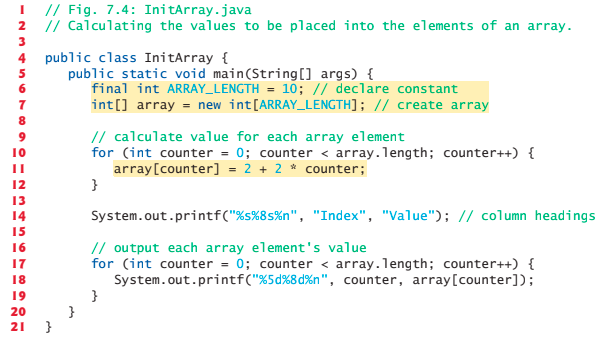 1 // Fig. 7.4: InitArray.java
2 // Calculating the values to be placed into the elements of an array.
3
4 public class InitArray {
5 public static void main(String[] args) {
6 final int ARRAY_LENGTH = 10; // declare constant
7 int[] array = new int[ARRAY_LENGTH]; // create array
8
9 // calculate value for each array element
10 for (int counter = 0; counter < array.length; counter++) {
11 array[counter] = 2 + 2 * counter;
12 }
13
14 System.out.printf("%s%8s%n", "Index", "Value"); // column headings
15
16 // output each array element's value
17 for (int counter = 0; counter < array.length; counter++) {
18 System.out.printf("%5d%8d%n", counter, array[counter]);
19 }
20 }
21 }